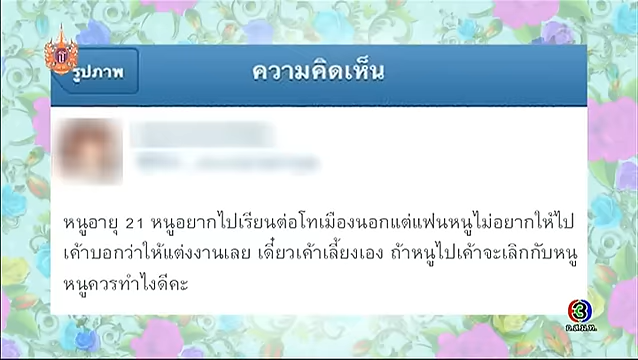 รูปภาพ
ความคิดเห็น
หนูอายุ 21 หนูอยากไปเรียนต่อโทเมืองนอกแต่แฟนหนูไม่อยากให้ไป
เค้าบอกว่าให้แต่งงานเลย เดี๋ยวเค้าเลี้ยงเอง ถ้าหนูไปเค้าจะเลิกกับหนู
หนูควรทำไงดีคะ
3
ค.ส.ม.ท.